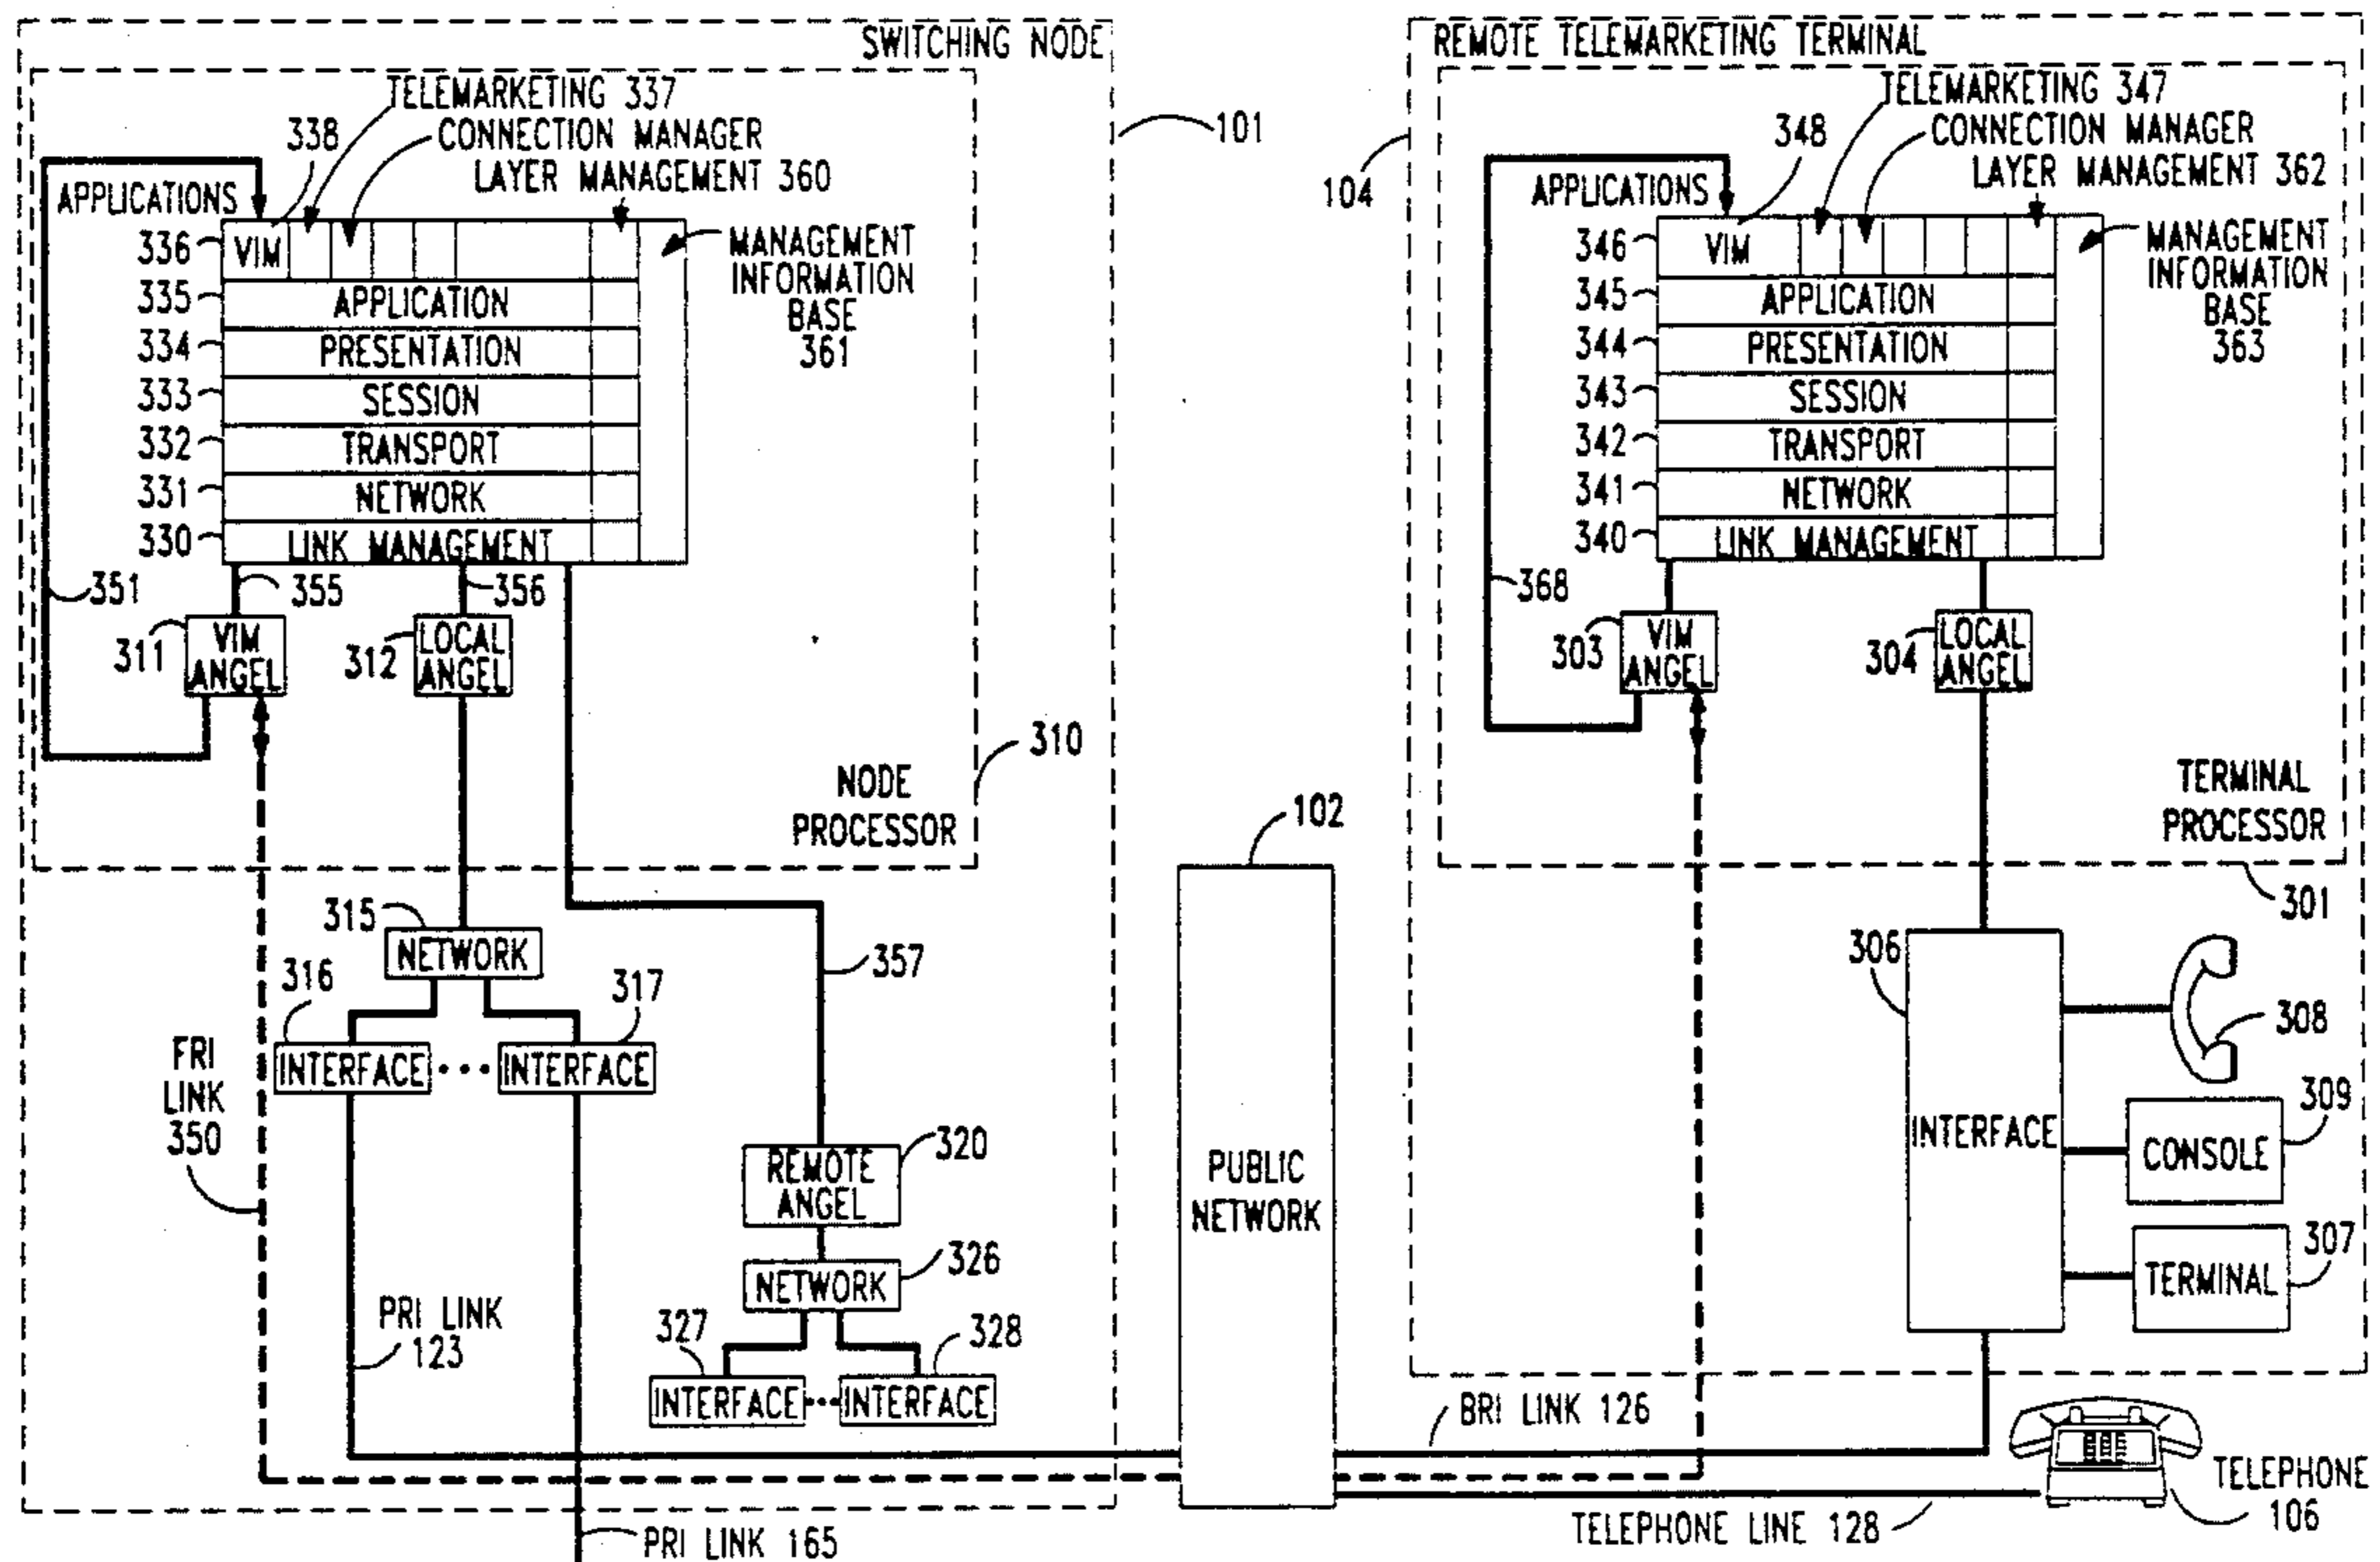 SWITCHING NODE
TELEMARKETING 337
338
CONNECTION MANAGER
LAYER MANAGEMENT 360
101
APPLICATIONS
336
VIM
MANAGEMENT
INFORMATION
BASE
361
335
APPLICATION
334
PRESENTATION
333
SESSION
332
TRANSPORT
331
NETWORK
330
LINK MANAGEMENT
351
355
356
311
VIM
ANGEL
312
LOCAL
ANGEL
310
NODE
PROCESSOR
315
NETWORK
316
317
357
INTERFACE
INTERFACE
FRI
LINK
350
320
REMOTE
ANGEL
326
NETWORK
PRI LINK
123
327
328
INTERFACE
INTERFACE
PRI LINK 165
102
PUBLIC
NETWORK
REMOTE TELEMARKETING TERMINAL
TELEMARKETING 347
348
CONNECTION MANAGER
LAYER MANAGEMENT 362
104
APPLICATIONS
346
VIM
MANAGEMENT
INFORMATION
BASE
363
345
APPLICATION
344
PRESENTATION
343
SESSION
342
TRANSPORT
341
NETWORK
340
LINK MANAGEMENT
368
303
VIM
ANGEL
304
LOCAL
ANGEL
TERMINAL
PROCESSOR
301
306
INTERFACE
308
309
CONSOLE
307
TERMINAL
BRI LINK 126
TELEPHONE LINE 128
TELEPHONE
106